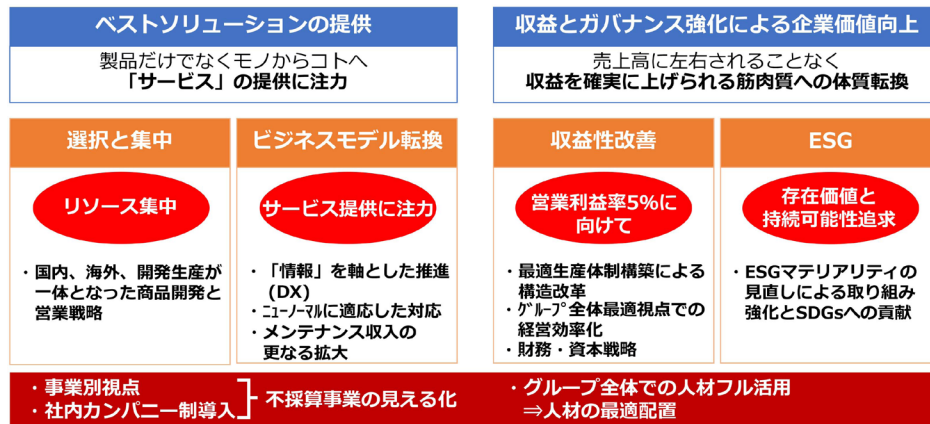 ベストソリューションの提供
製品だけでなくモノからコトへ
「サービス」の提供に注力
収益とガバナンス強化による企業価値向上
売上高に左右されることなく
収益を確実に上げられる筋肉質への体質転換
選択と集中
リソース集中
・国内、海外、開発生産が
一体となった商品開発と
営業戦略
ビジネスモデル転換
サービス提供に注力
・「情報」を軸とした推進
(DX)
・ﾆｭｰﾉｰﾏﾙに適応した対応
・メンテナンス収入の
更なる拡大
収益性改善
営業利益率5%に
向けて
・最適生産体制構築による
構造改革
・ｸﾞﾙｰﾌﾟ全体最適視点での
経営効率化
・財務・資本戦略
ESG
存在価値と
持続可能性追求
・ESGマテリアリティの
見直しによる取り組み
強化とSDGsへの貢献
・事業別視点
・社内カンパニー制導入
不採算事業の見える化
・グループ全体での人材フル活用
⇒人材の最適配置